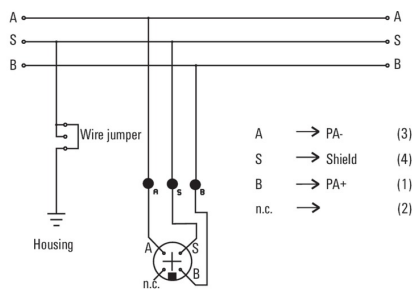 A A
S S
B B
Wire jumper
A → PA- (3)
S → Shield (4)
B → PA+ (1)
n.c. → (2)
A S B
Housing
A S
B
n.c.